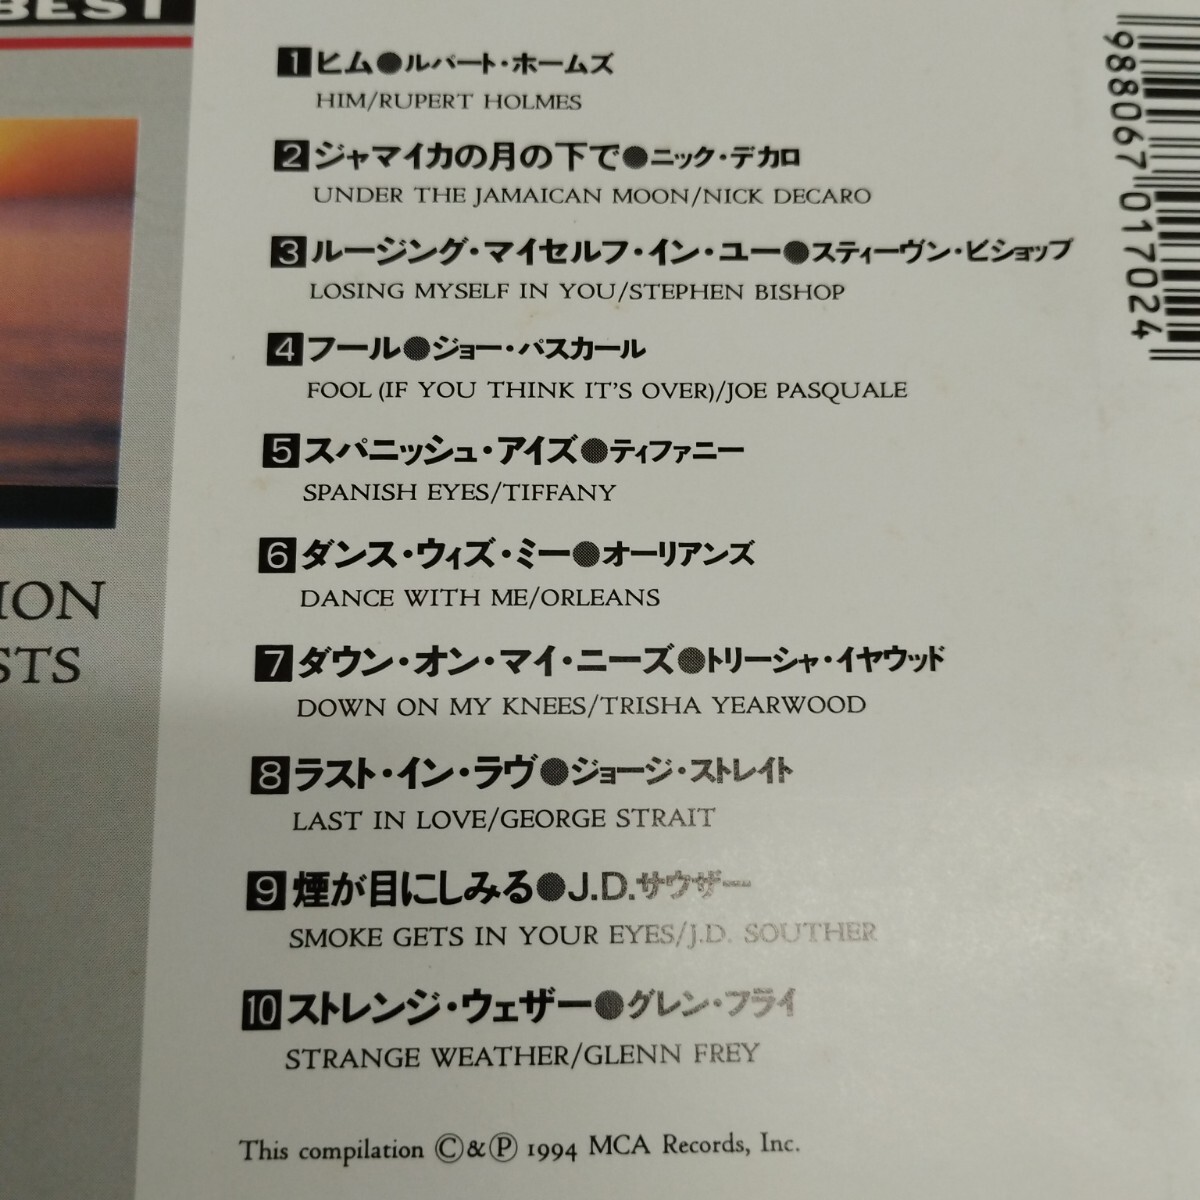 BEST
1 ヒム●ルパート・ホームズ
HIM/RUPERT HOLMES
2 ジャマイカの月の下で●ニック・デカロ
UNDER THE JAMAICAN MOON/NICK DECARO
3 ルージング・マイセルフ・イン・ユー●スティーヴン・ビショップ
LOSING MYSELF IN YOU/STEPHEN BISHOP
4 フール●ジョー・パスカール
FOOL (IF YOU THINK IT'S OVER)/JOE PASQUALE
5 スパニッシュ・アイズ●ティファニー
SPANISH EYES/TIFFANY
6 ダンス・ウィズ・ミー●オーリアンズ
DANCE WITH ME/ORLEANS
7 ダウン・オン・マイ・ニーズ●トリーシャ・イヤウッド
DOWN ON MY KNEES/TRISHA YEARWOOD
8 ラスト・イン・ラヴ●ジョージ・ストレイト
LAST IN LOVE/GEORGE STRAIT
9 煙が目にしみる●J.D.サウザー
SMOKE GETS IN YOUR EYES/J.D. SOUTHER
10 ストレンジ・ウェザー●グレン・フライ
STRANGE WEATHER/GLENN FREY
This compilation Ⓒ&Ⓟ 1994 MCA Records, Inc.
ION
STS
988067 017024